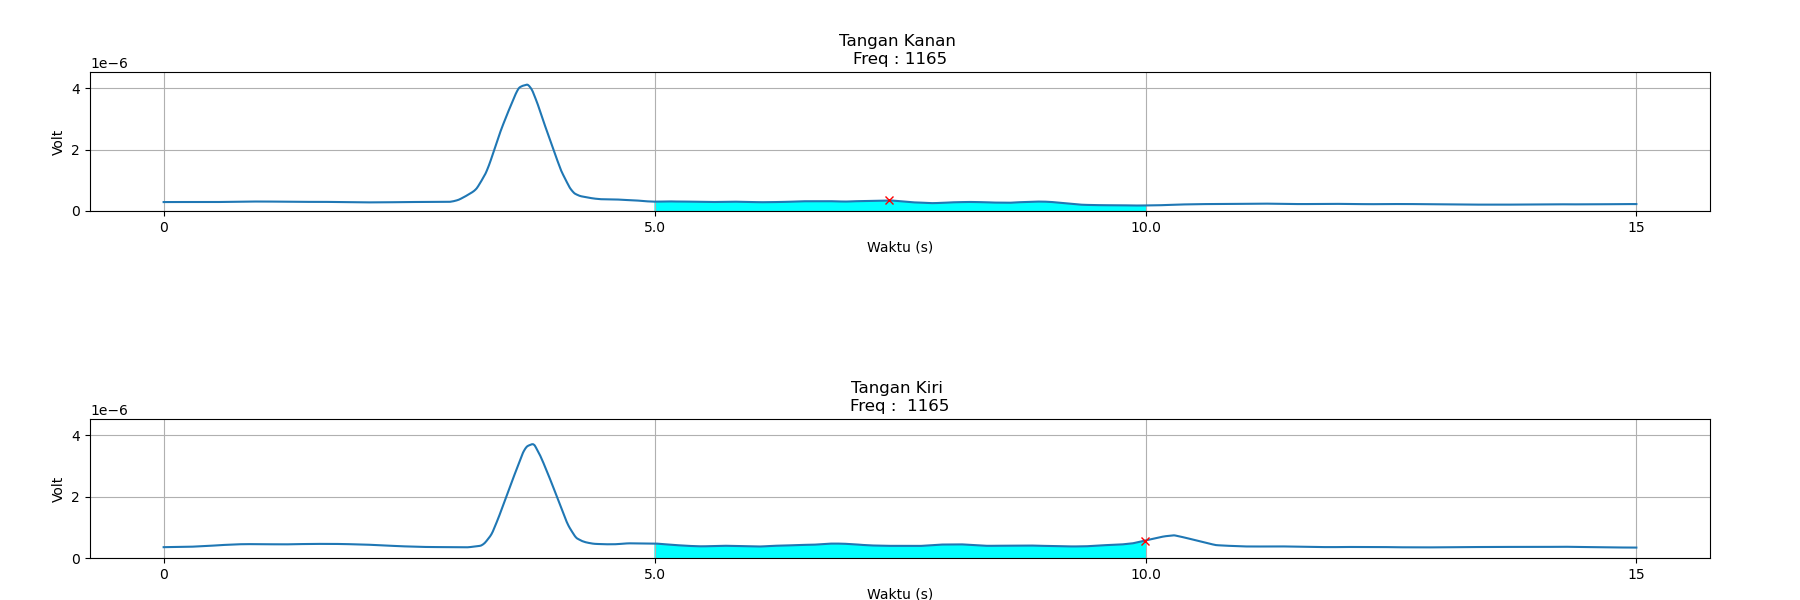 Tangan Kanan
Freq : 1165
1e−6
4
2
0
Volt
0 5.0 10.0 15
Waktu (s)
Tangan Kiri
Freq :  1165
1e−6
4
2
0
Volt
0 5.0 10.0 15
Waktu (s)